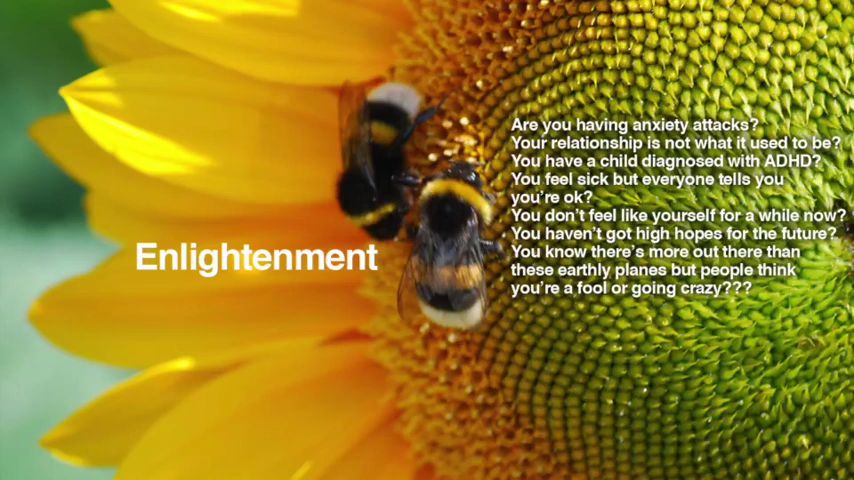 Enlightenment
Are you having anxiety attacks?
Your relationship is not what it used to be?
You have a child diagnosed with ADHD?
You feel sick but everyone tells you
you're ok?
You don't feel like yourself for a while now?
You haven't got high hopes for the future?
You know there's more out there than
these earthly planes but people think
you're a fool or going crazy???